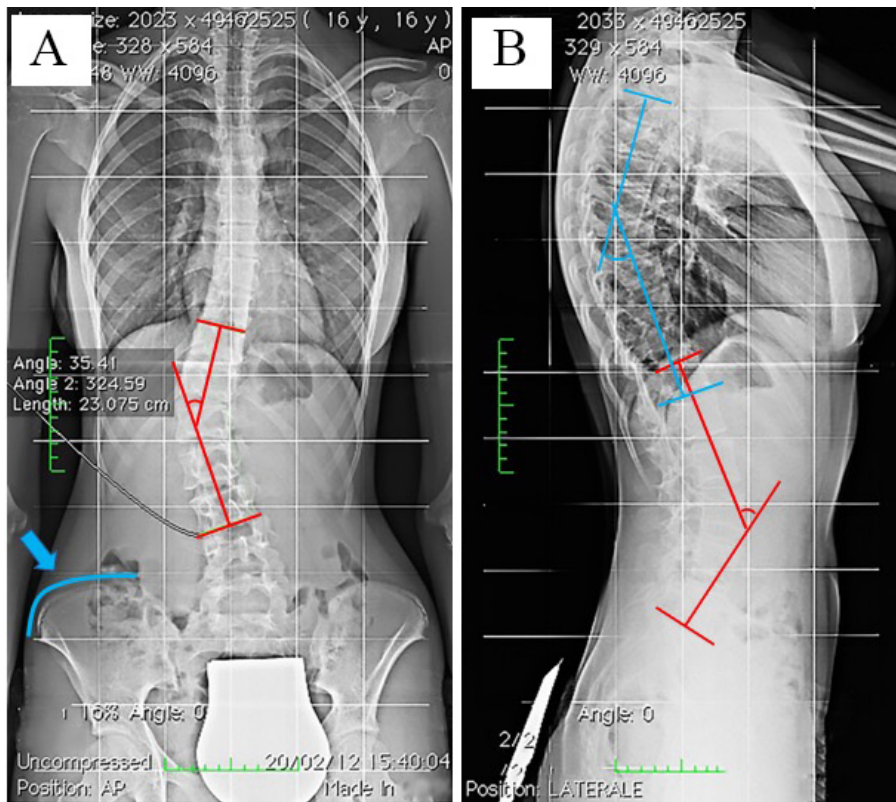 A
size: 2023 x 49462525 ( 16 y, 16 y)
328 x 584
AP
48 WW: 4096
0
Angle: 35.41
Angle 2: 324.59
Length: 23.075 cm
16% Angle: 0
Uncompressed
20/02/12 15:40:04
Position: AP
Made In
B
2033 x 49462525
329 x 584
WW: 4096
Angle: 0
2/2
Position: LATERALE